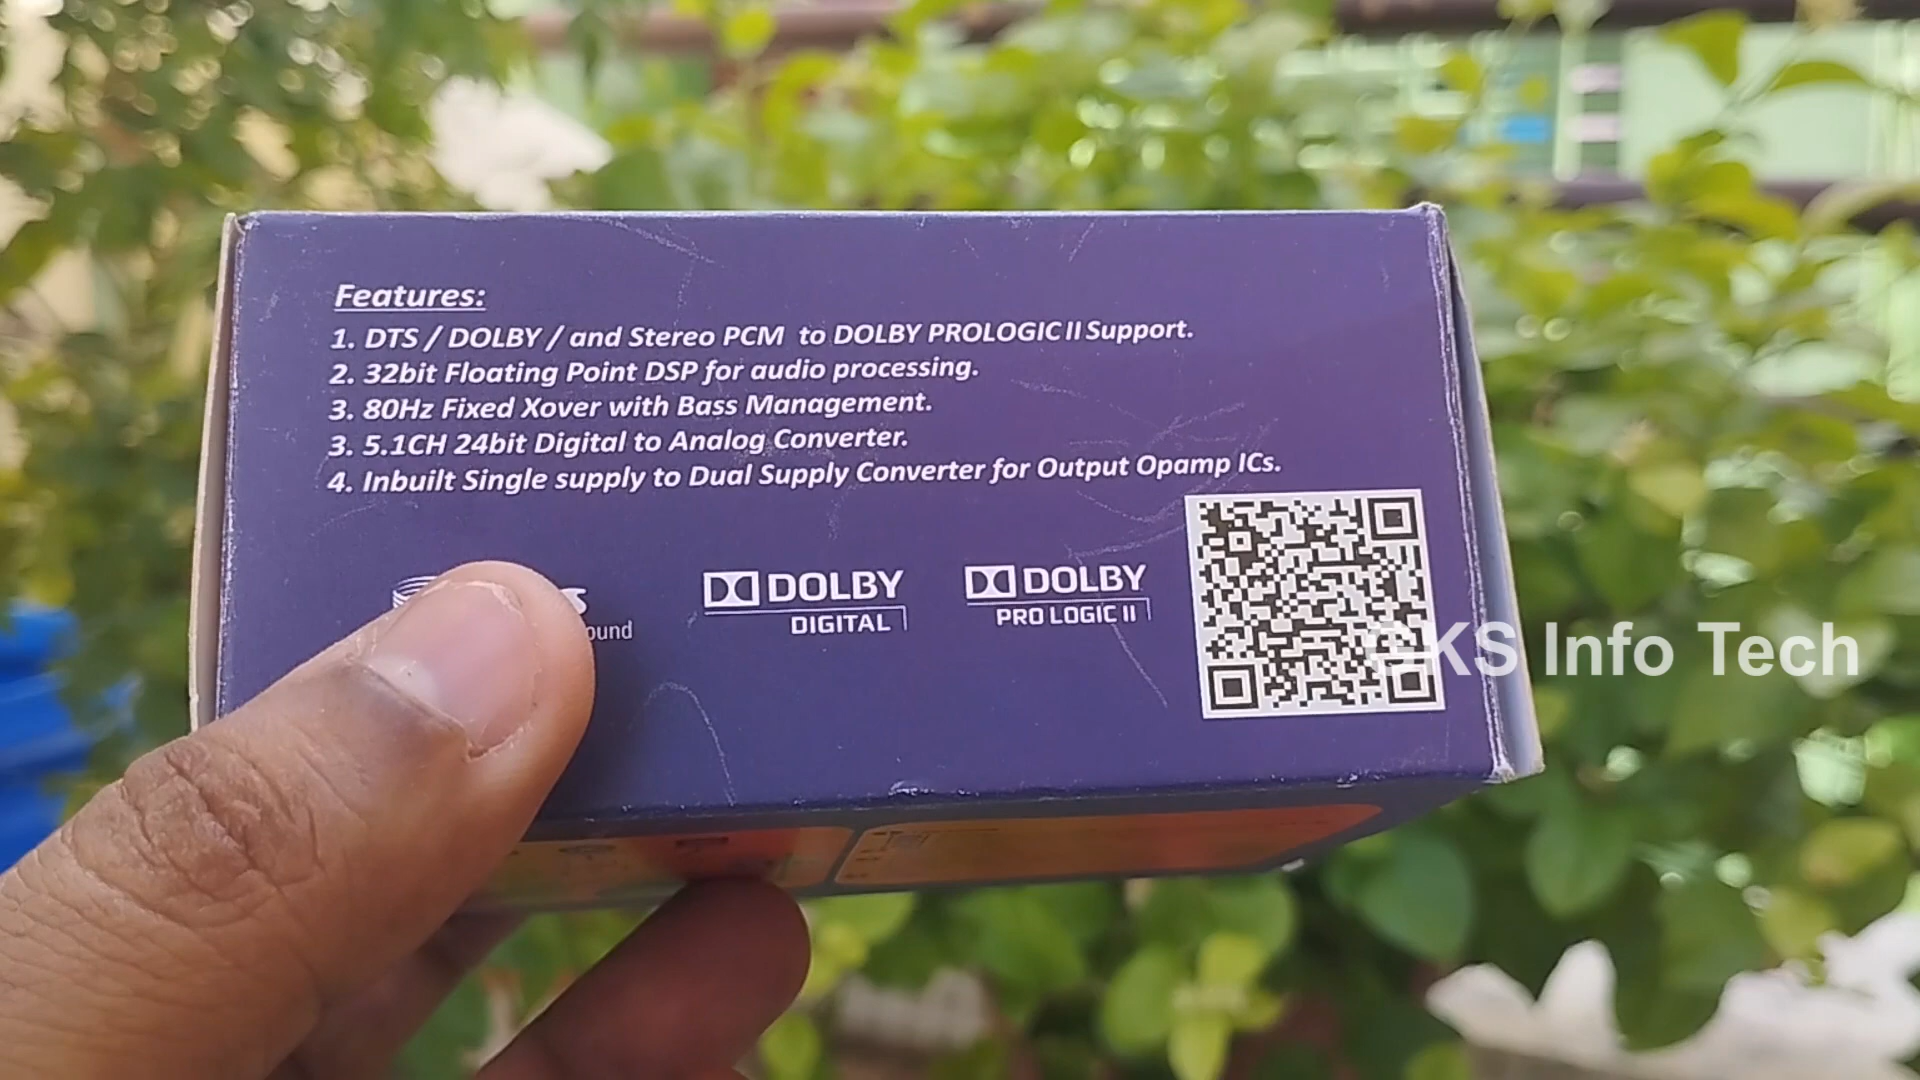 Features:
1. DTS / DOLBY / and Stereo PCM to DOLBY PROLOGIC II Support.
2. 32bit Floating Point DSP for audio processing.
3. 80Hz Fixed Xover with Bass Management.
3. 5.1CH 24bit Digital to Analog Converter.
4. Inbuilt Single supply to Dual Supply Converter for Output Opamp ICs.
DOLBY
DIGITAL
DOLBY
PRO LOGIC II
Info Tech